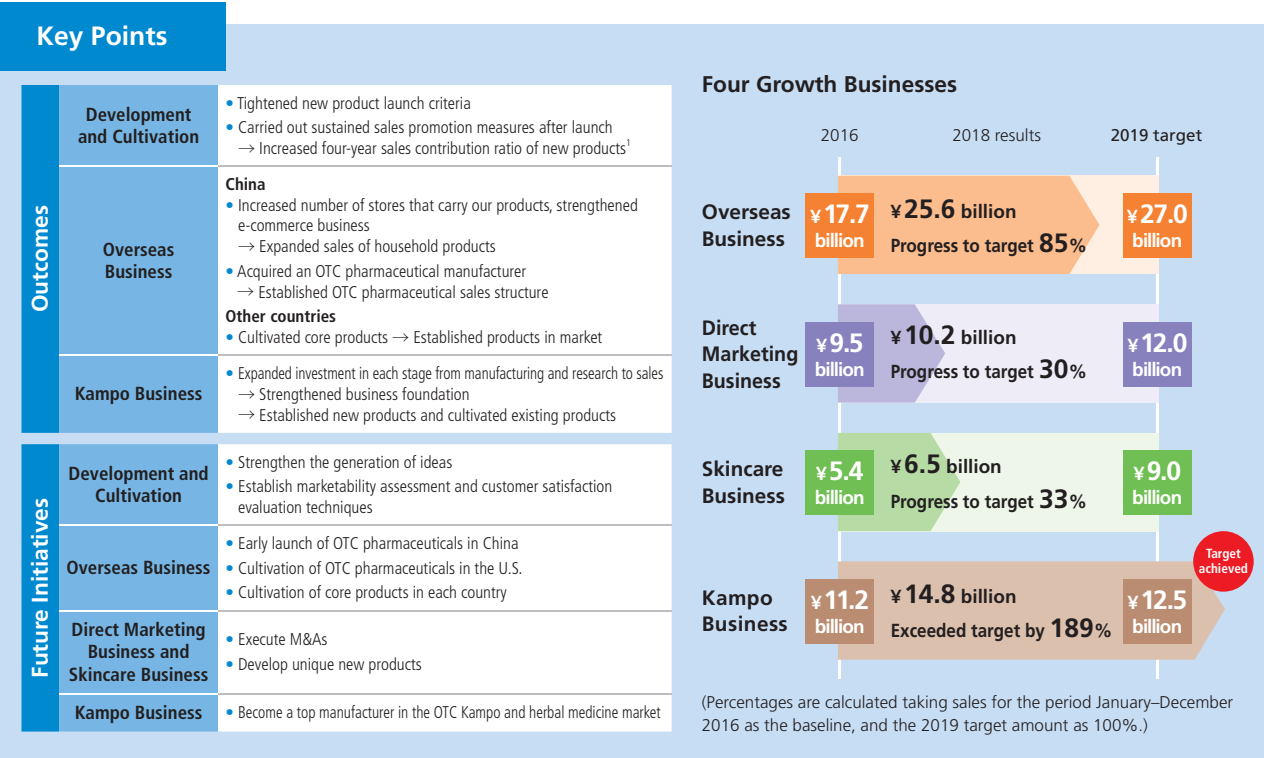 Key Points
Outcomes
Development
and Cultivation
• Tightened new product launch criteria
• Carried out sustained sales promotion measures after launch
→ Increased four-year sales contribution ratio of new products1
Overseas
Business
China
• Increased number of stores that carry our products, strengthened
e-commerce business
→ Expanded sales of household products
• Acquired an OTC pharmaceutical manufacturer
→ Established OTC pharmaceutical sales structure
Other countries
• Cultivated core products → Established products in market
Kampo Business
• Expanded investment in each stage from manufacturing and research to sales
→ Strengthened business foundation
→ Established new products and cultivated existing products
Future Initiatives
Development and
Cultivation
• Strengthen the generation of ideas
• Establish marketability assessment and customer satisfaction
evaluation techniques
Overseas Business
• Early launch of OTC pharmaceuticals in China
• Cultivation of OTC pharmaceuticals in the U.S.
• Cultivation of core products in each country
Direct Marketing
Business and
Skincare Business
• Execute M&As
• Develop unique new products
Kampo Business
• Become a top manufacturer in the OTC Kampo and herbal medicine market
Four Growth Businesses
2016 2018 results 2019 target
Overseas
Business
¥17.7
billion
¥25.6 billion
Progress to target 85%
¥27.0
billion
Direct
Marketing
Business
¥9.5
billion
¥10.2 billion
Progress to target 30%
¥12.0
billion
Skincare
Business
¥5.4
billion
¥6.5 billion
Progress to target 33%
¥9.0
billion
Target
achieved
Kampo
Business
¥11.2
billion
¥14.8 billion
Exceeded target by 189%
¥12.5
billion
(Percentages are calculated taking sales for the period January–December
2016 as the baseline, and the 2019 target amount as 100%.)